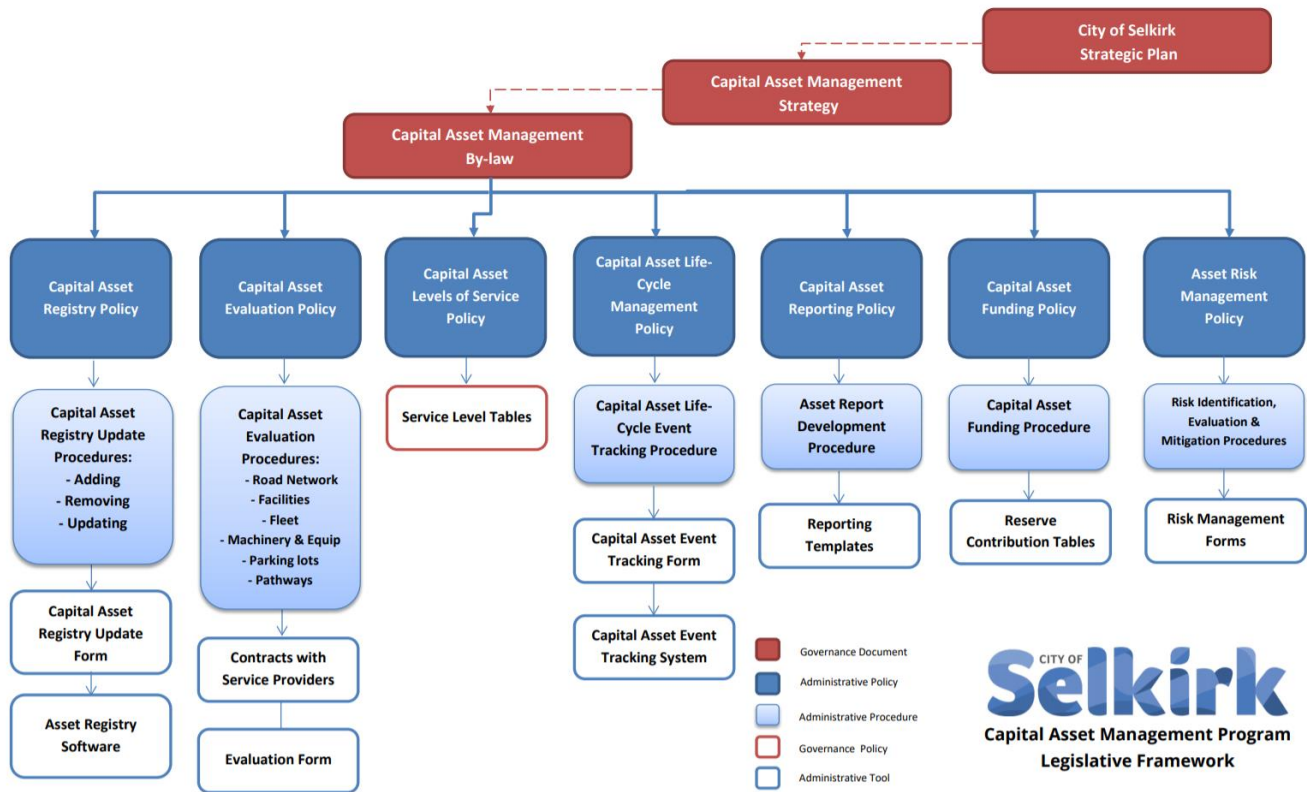 City of Selkirk
Strategic Plan
Capital Asset Management
Strategy
Capital Asset Management
By-law
Capital Asset
Registry Policy
Capital Asset
Evaluation Policy
Capital Asset
Levels of Service
Policy
Capital Asset Life-
Cycle
Management
Policy
Capital Asset
Reporting Policy
Capital Asset
Funding Policy
Asset Risk
Management
Policy
Capital Asset
Registry Update
Procedures:
- Adding
- Removing
- Updating
Capital Asset
Evaluation
Procedures:
- Road Network
- Facilities
- Fleet
- Machinery & Equip
- Parking lots
- Pathways
Service Level Tables
Capital Asset Life-
Cycle Event
Tracking Procedure
Asset Report
Development
Procedure
Capital Asset
Funding Procedure
Risk Identification,
Evaluation &
Mitigation Procedures
Capital Asset
Registry Update
Form
Asset Registry
Software
Contracts with
Service Providers
Evaluation Form
Capital Asset Event
Tracking Form
Capital Asset Event
Tracking System
Reporting
Templates
Reserve
Contribution Tables
Risk Management
Forms
Governance Document
Administrative Policy
Administrative Procedure
Governance Policy
Administrative Tool
CITY OF
Selkirk
Capital Asset Management Program
Legislative Framework